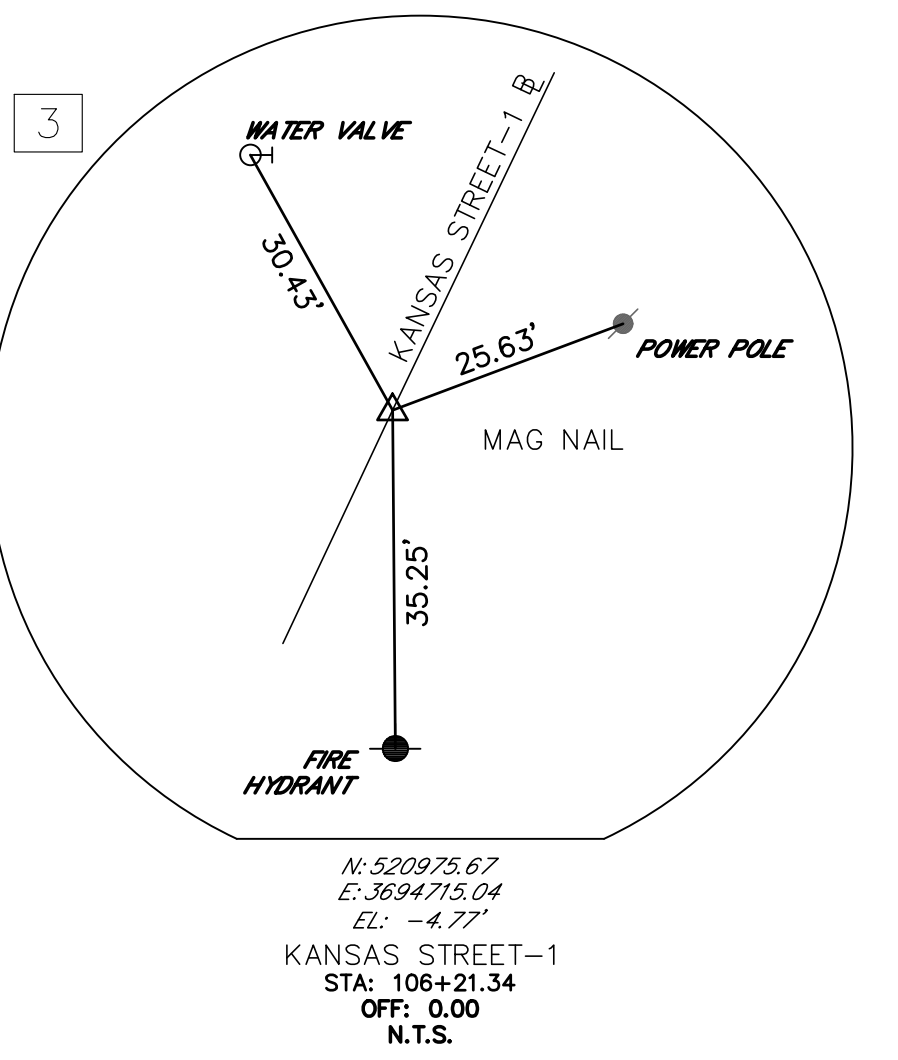 3
WATER VALVE
KANSAS STREET-1 BL
30.43'
25.63'
POWER POLE
MAG NAIL
35.25'
FIRE
HYDRANT
N:520975.67
E:3694715.04
EL: -4.77'
KANSAS STREET-1
STA: 106+21.34
OFF: 0.00
N.T.S.